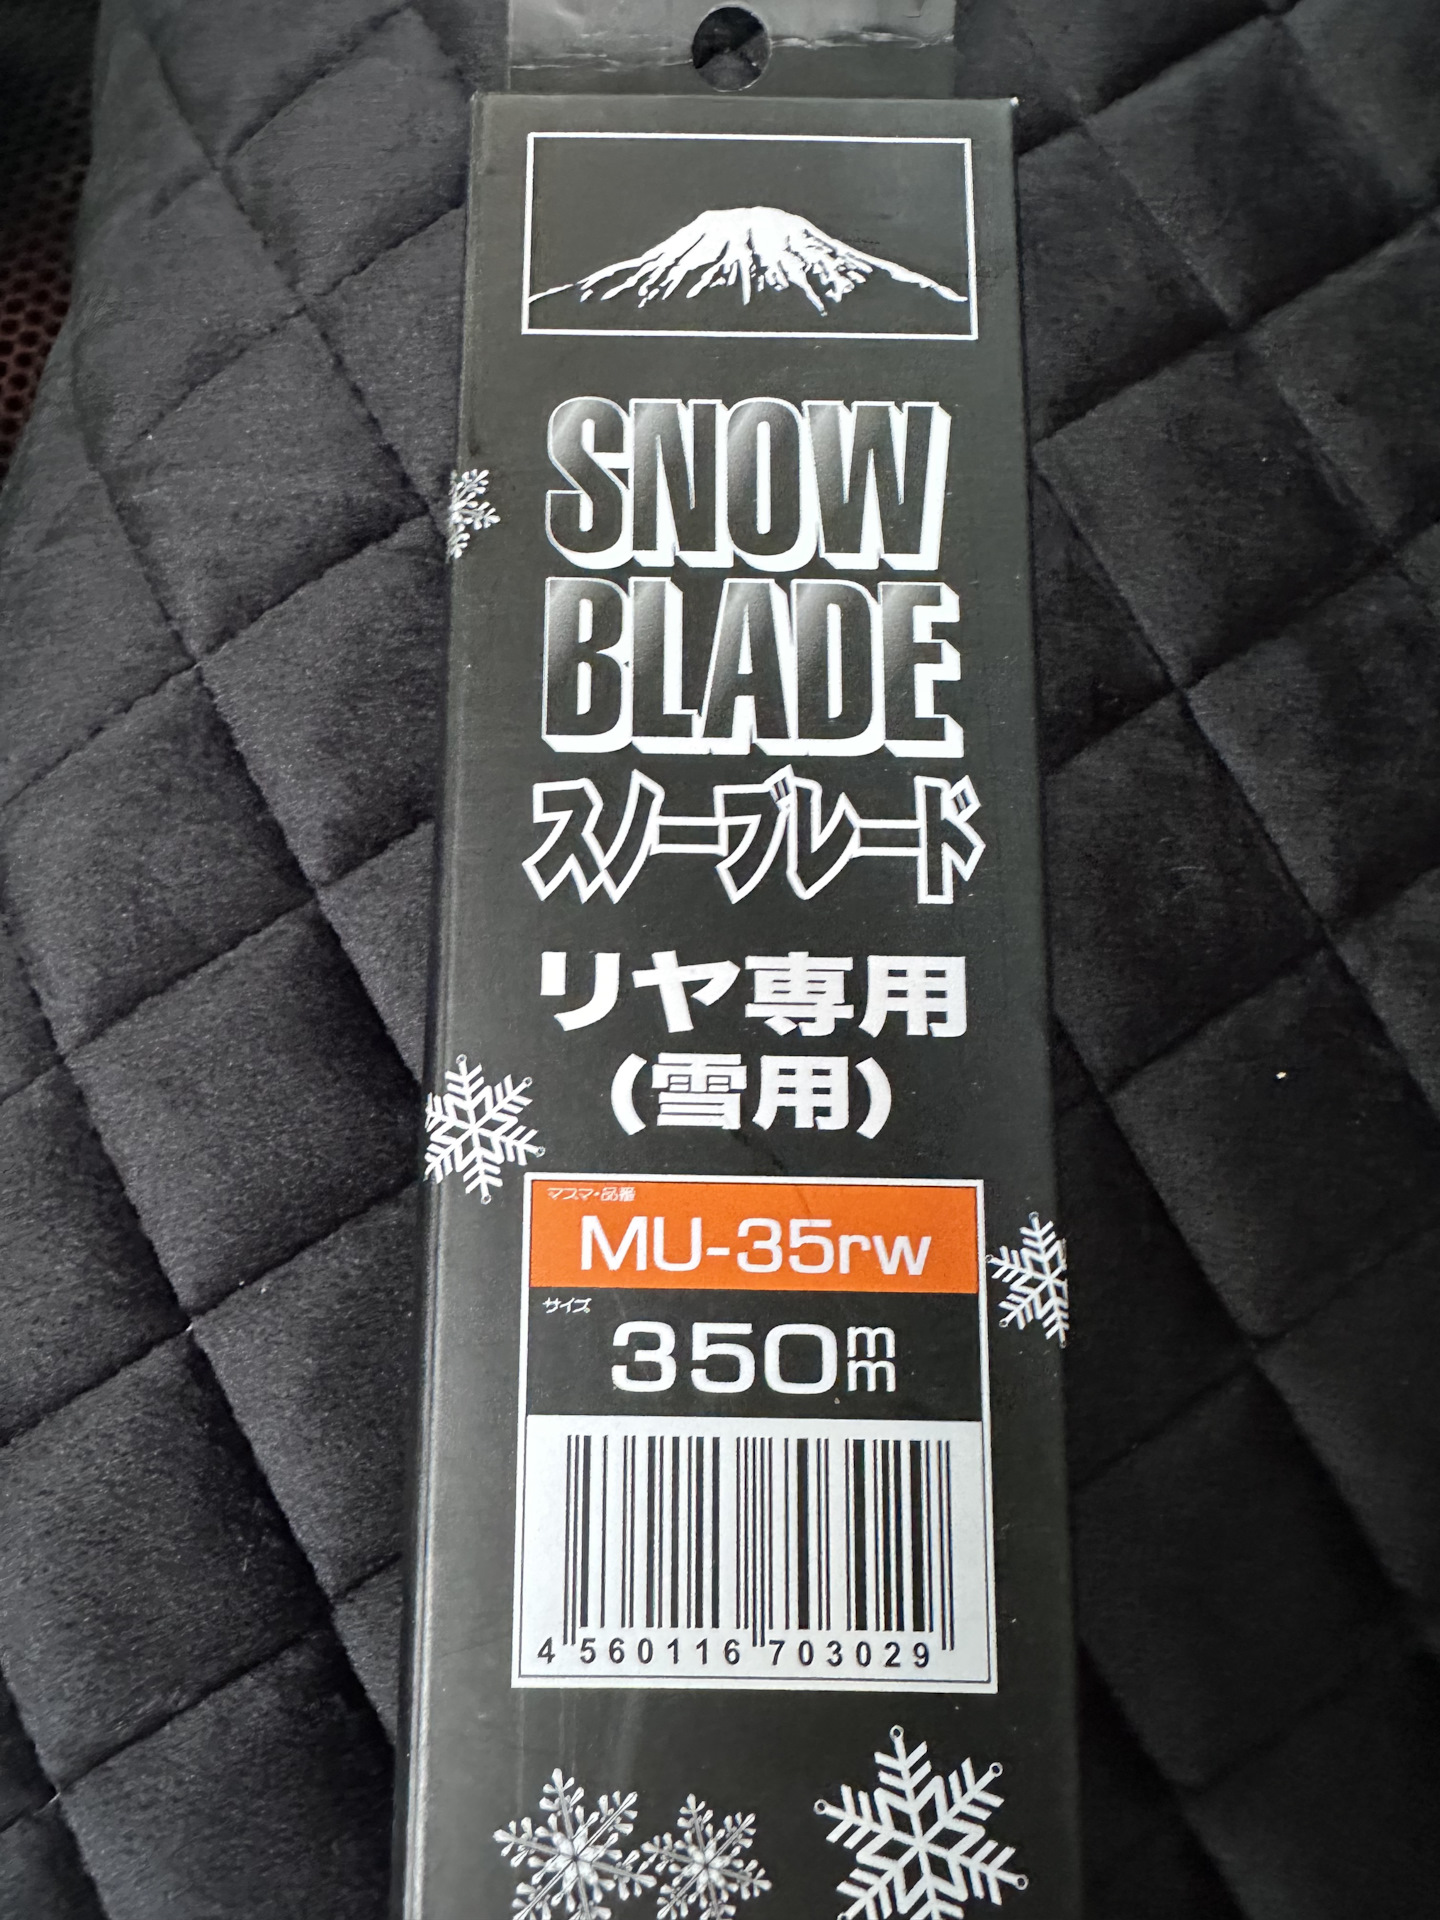 SNOW
BLADE
スノーブレード
リヤ専用
(雪用)
マスマ・品番
MU-35rw
サイズ
350mm
4 560116 703029